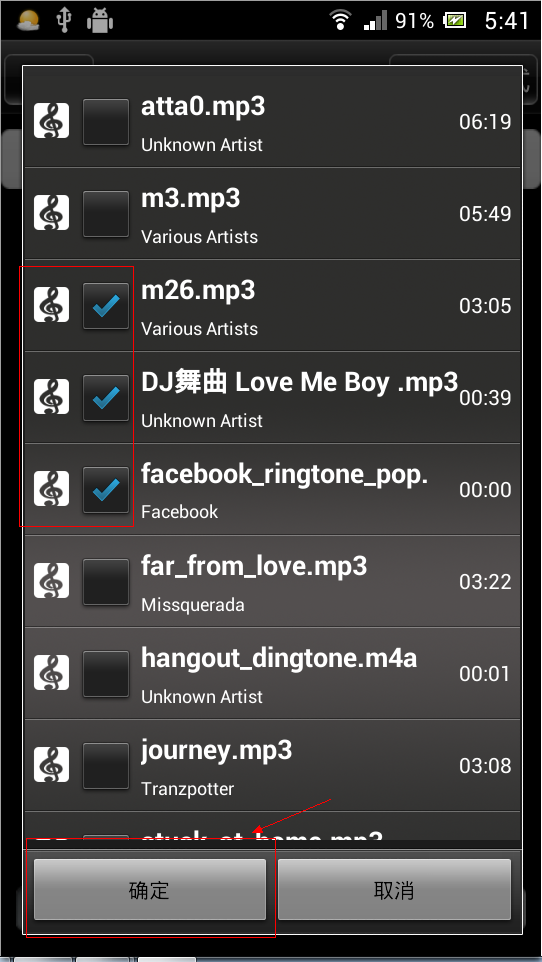 91% 5:41
atta0.mp3
Unknown Artist
06:19
m3.mp3
Various Artists
05:49
m26.mp3
Various Artists
03:05
DJ舞曲 Love Me Boy .mp3
Unknown Artist
00:39
facebook_ringtone_pop.
Facebook
00:00
far_from_love.mp3
Missquerada
03:22
hangout_dingtone.m4a
Unknown Artist
00:01
journey.mp3
Tranzpotter
03:08
stuck_at_home.mp3
确定
取消